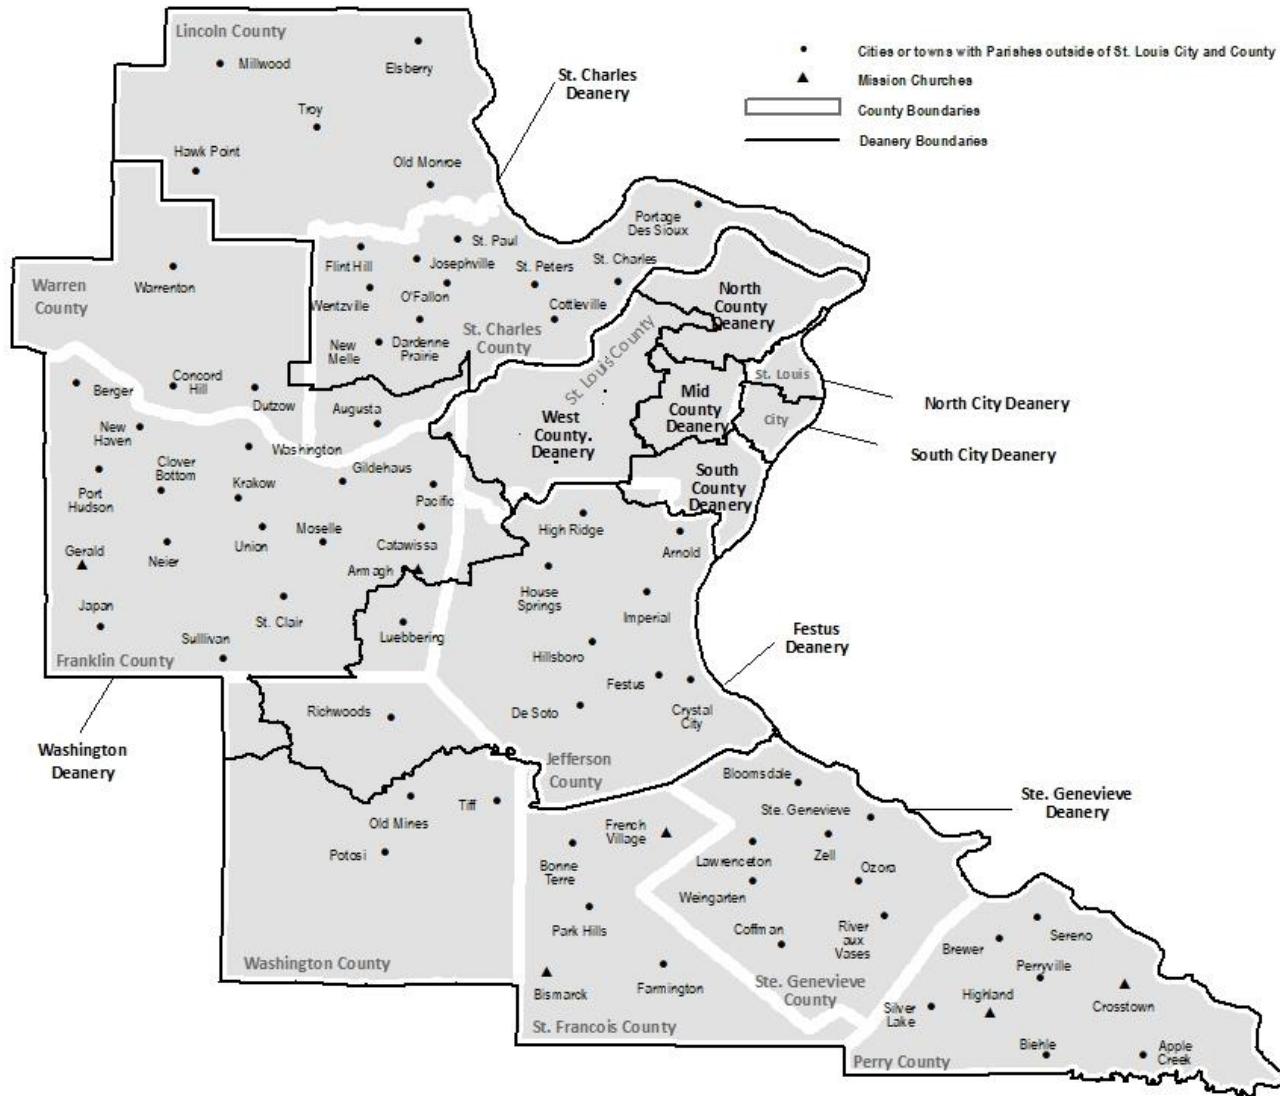 Lincoln County
Millwood
Elsberry
Troy
Hawk Point
Old Monroe
St. Charles
Deanery
Cities or towns with Parishes outside of St. Louis City and County
Mission Churches
County Boundaries
Deanery Boundaries
Portage
Des Sioux
St. Paul
Flint Hill
Josephville
St. Peters
St. Charles
Wentzville
O'Fallon
Cottleville
New
Melle
Dardenne
Prairie
St. Charles
County
Augusta
Warren
County
Warrenton
Concord
Hill
Dutzow
Berger
New
Haven
Washington
Clover
Bottom
Gildehaus
Port
Hudson
Krakow
Pacific
Gerald
Neier
Union
Moselle
Catawissa
Armagh
Japan
St. Clair
Sulllivan
Luebbering
Franklin County
Washington
Deanery
St. Louis County
North
County
Deanery
West
County.
Deanery
Mid
County
Deanery
South
County
Deanery
St. Louis
City
North City Deanery
South City Deanery
High Ridge
Arnold
House
Springs
Imperial
Hillsboro
Festus
De Soto
Crystal
City
Jefferson
County
Festus
Deanery
Richwoods
Old Mines
Tiff
Potosi
Washington County
French
Village
Bonne
Terre
Park Hills
Bismarck
Farmington
St. Francois County
Bloomsdale
Ste. Genevieve
Zell
Lawrenceton
Ozora
Weingarten
Coffman
River
aux
Vases
Ste. Genevieve
County
Ste. Genevieve
Deanery
Brewer
Sereno
Perryville
Highland
Crosstown
Silver
Lake
Biehle
Apple
Creek
Perry County